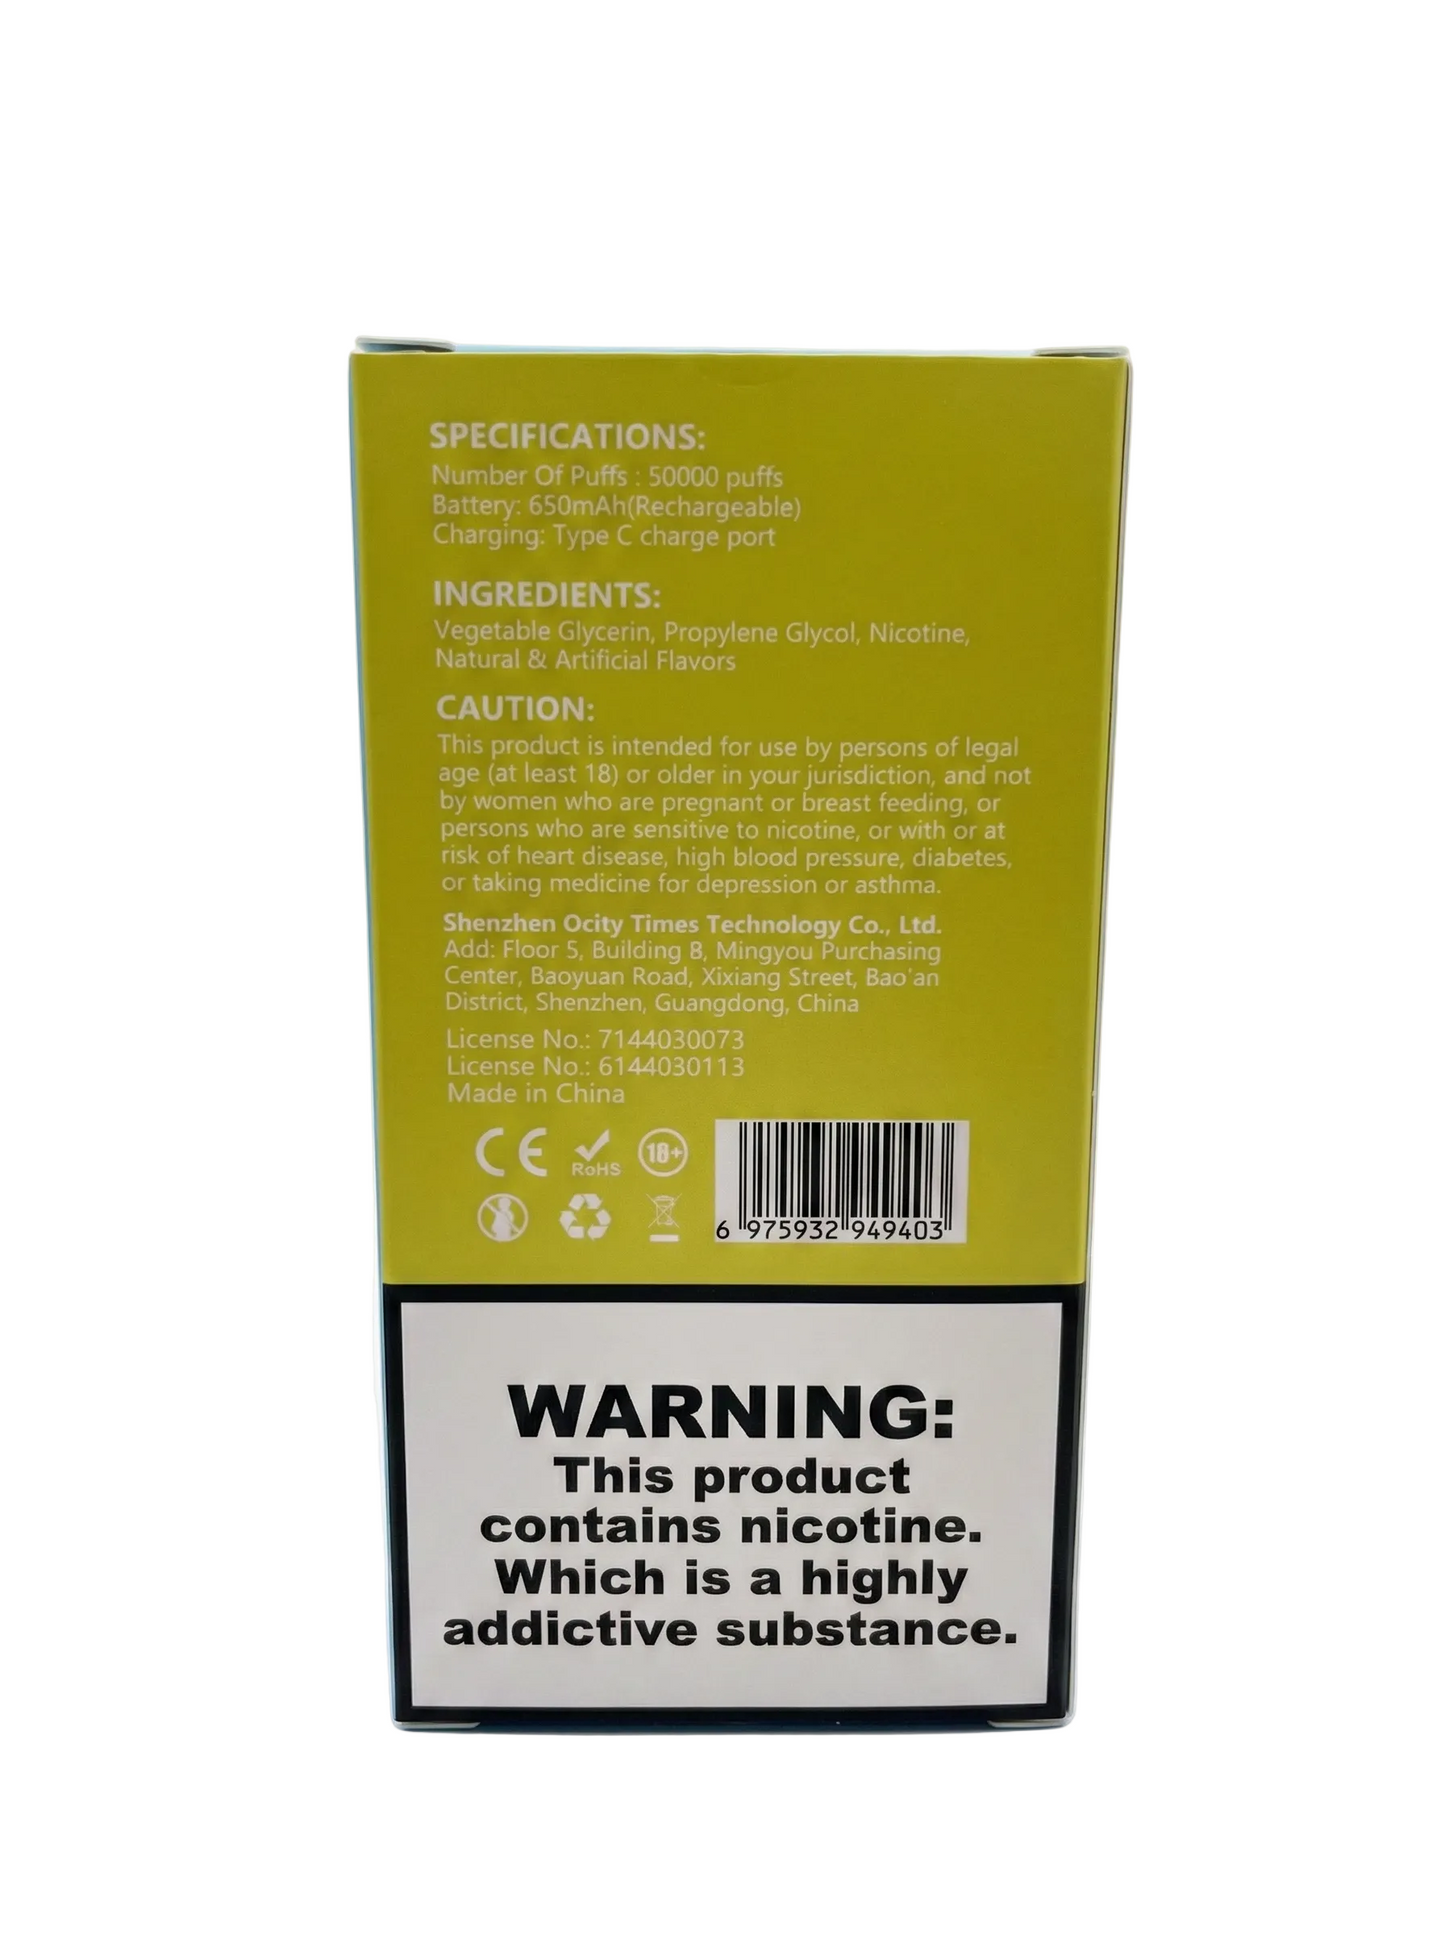 SPECIFICATIONS:
Number Of Puffs : 50000 puffs
Battery: 650mAh(Rechargeable)
Charging: Type C charge port
INGREDIENTS:
Vegetable Glycerin, Propylene Glycol, Nicotine,
Natural & Artificial Flavors
CAUTION:
This product is intended for use by persons of legal
age (at least 18) or older in your jurisdiction, and not
by women who are pregnant or breast feeding, or
persons who are sensitive to nicotine, or with or at
risk of heart disease, high blood pressure, diabetes,
or taking medicine for depression or asthma.
Shenzhen Ocity Times Technology Co., Ltd.
Add: Floor 5, Building B, Mingyou Purchasing
Center, Baoyuan Road, Xixiang Street, Bao'an
District, Shenzhen, Guangdong, China
License No.: 7144030073
License No.: 6144030113
Made in China
CE RoHS 18+
6 975932 949403
WARNING:
This product
contains nicotine.
Which is a highly
addictive substance.